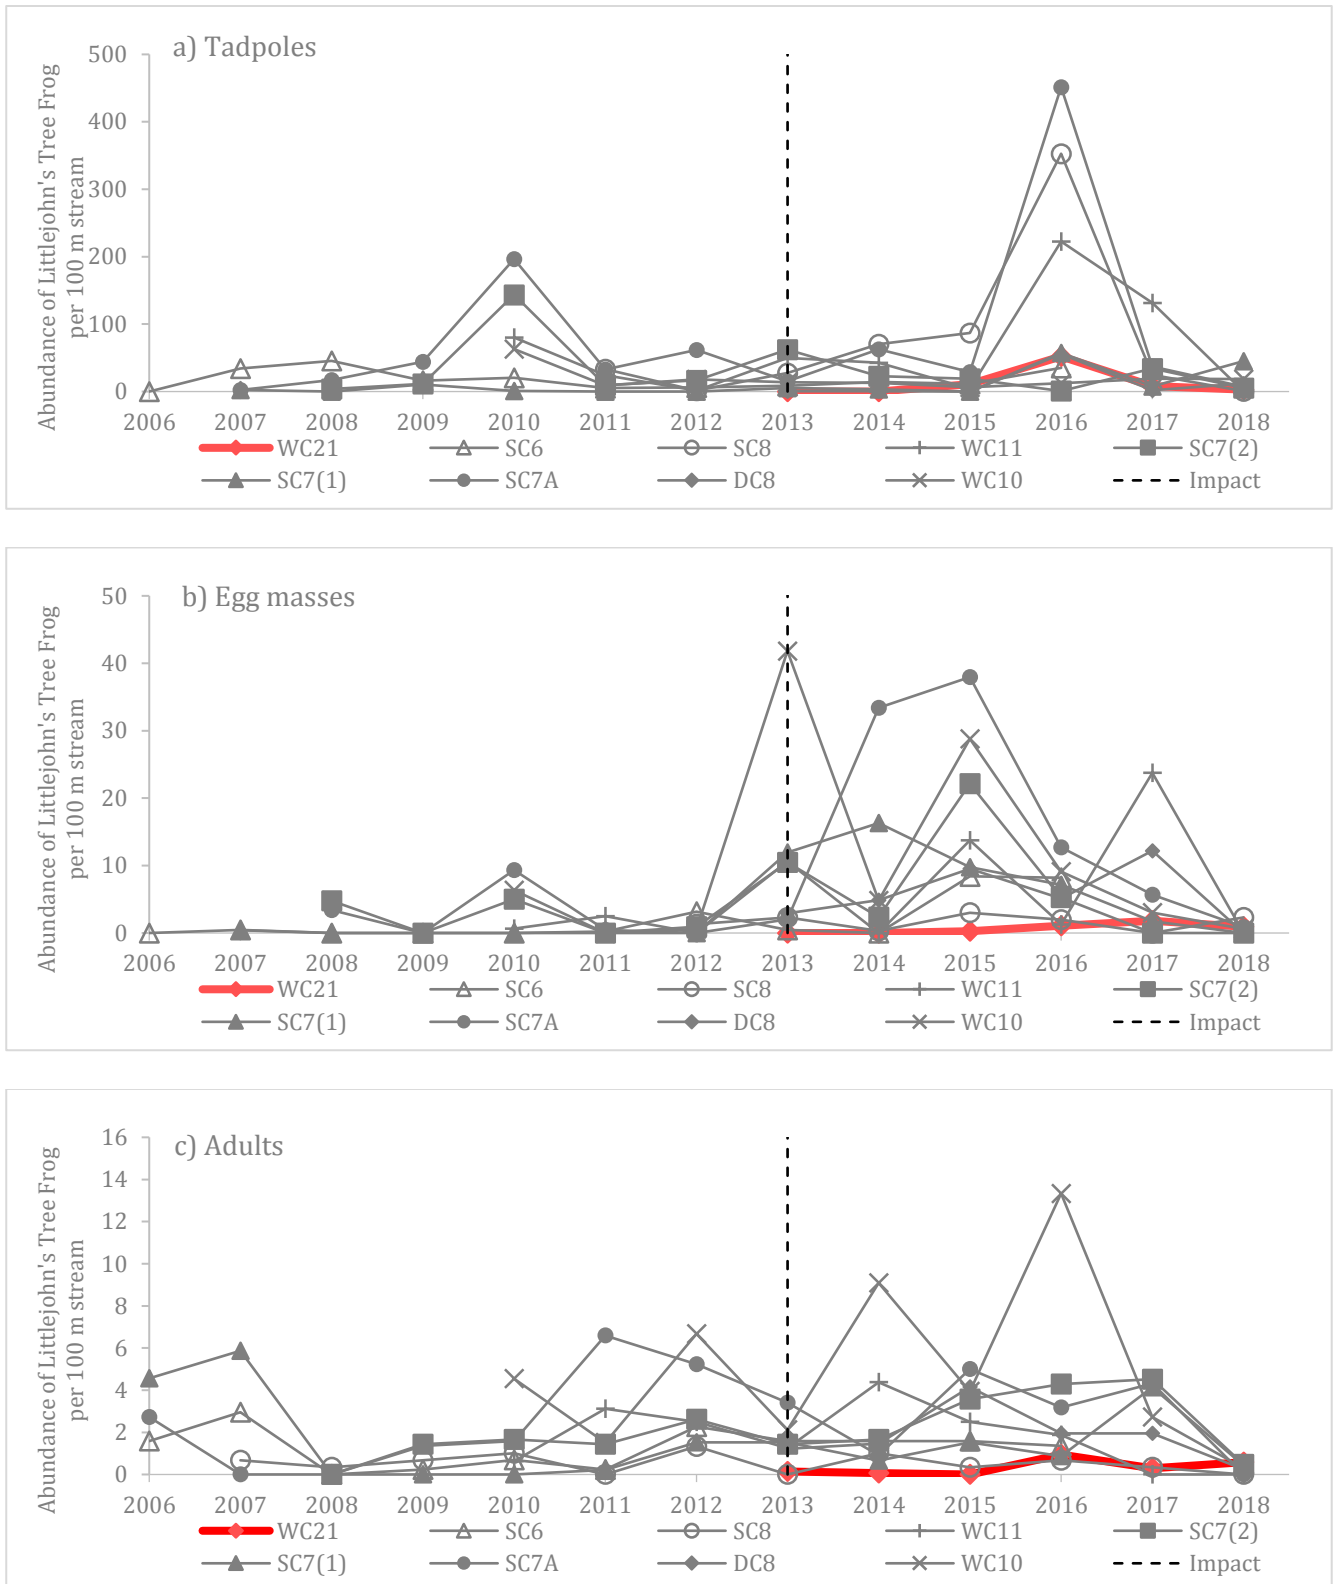 a) Tadpoles
Abundance of Littlejohn's Tree Frog
per 100 m stream
500
400
300
200
100
0
2006 2007 2008 2009 2010 2011 2012 2013 2014 2015 2016 2017 2018
WC21 SC6 SC8 WC11 SC7(2)
SC7(1) SC7A DC8 WC10 Impact
b) Egg masses
Abundance of Littlejohn's Tree Frog
per 100 m stream
50
40
30
20
10
0
2006 2007 2008 2009 2010 2011 2012 2013 2014 2015 2016 2017 2018
WC21 SC6 SC8 WC11 SC7(2)
SC7(1) SC7A DC8 WC10 Impact
c) Adults
Abundance of Littlejohn's Tree Frog
per 100 m stream
16
14
12
10
8
6
4
2
0
2006 2007 2008 2009 2010 2011 2012 2013 2014 2015 2016 2017 2018
WC21 SC6 SC8 WC11 SC7(2)
SC7(1) SC7A DC8 WC10 Impact